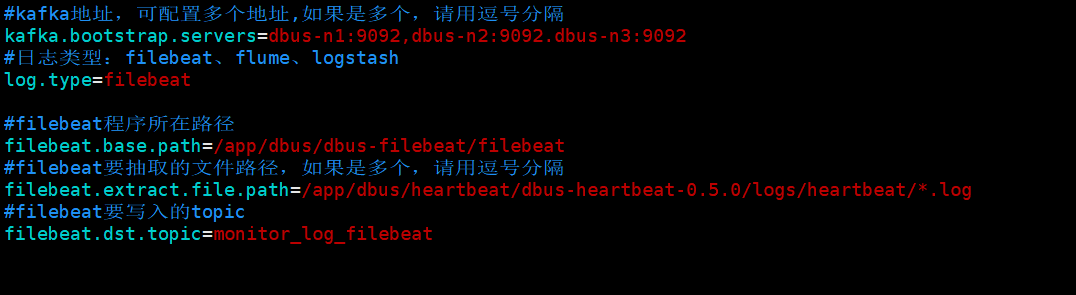 #kafka地址，可配置多个地址,如果是多个，请用逗号分隔
kafka.bootstrap.servers=dbus-n1:9092,dbus-n2:9092.dbus-n3:9092
#日志类型：filebeat、flume、logstash
log.type=filebeat
#filebeat程序所在路径
filebeat.base.path=/app/dbus/dbus-filebeat/filebeat
#filebeat要抽取的文件路径，如果是多个，请用逗号分隔
filebeat.extract.file.path=/app/dbus/heartbeat/dbus-heartbeat-0.5.0/logs/heartbeat/*.log
#filebeat要写入的topic
filebeat.dst.topic=monitor_log_filebeat